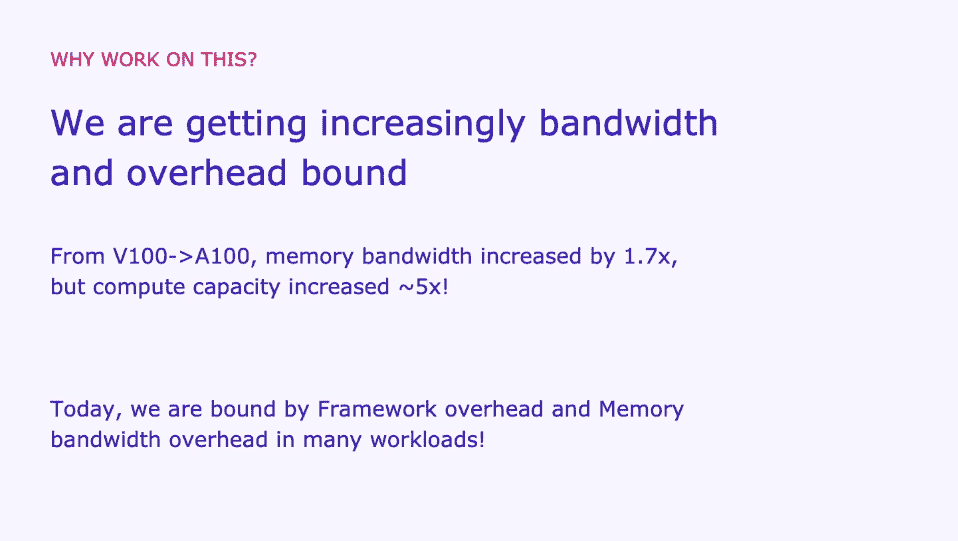 WHY WORK ON THIS?
We are getting increasingly bandwidth
and overhead bound
From V100->A100, memory bandwidth increased by 1.7x,
but compute capacity increased ~5x!
Today, we are bound by Framework overhead and Memory
bandwidth overhead in many workloads!